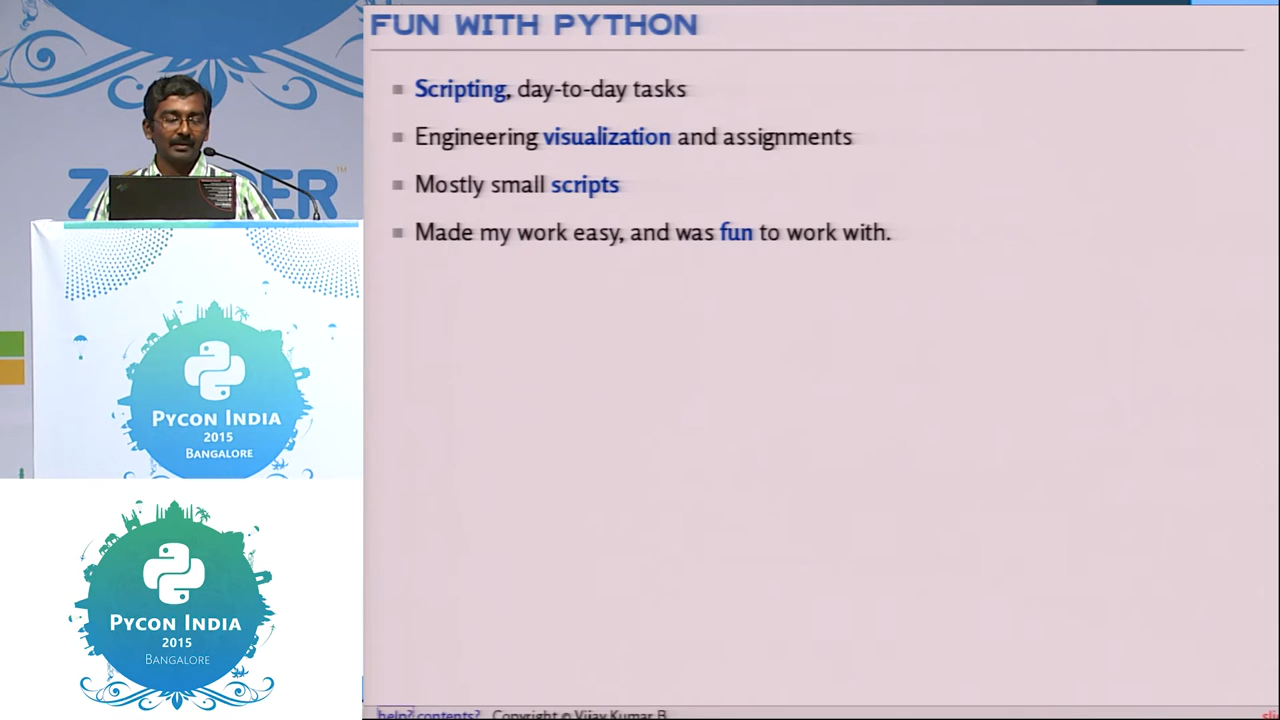 FUN WITH PYTHON
Scripting, day-to-day tasks
Engineering visualization and assignments
Mostly small scripts
Made my work easy, and was fun to work with.
help? contents? Copyright © Vijay Kumar B
TM
PYCON INDIA
2015
BANGALORE
PYCON INDIA
2015
BANGALORE